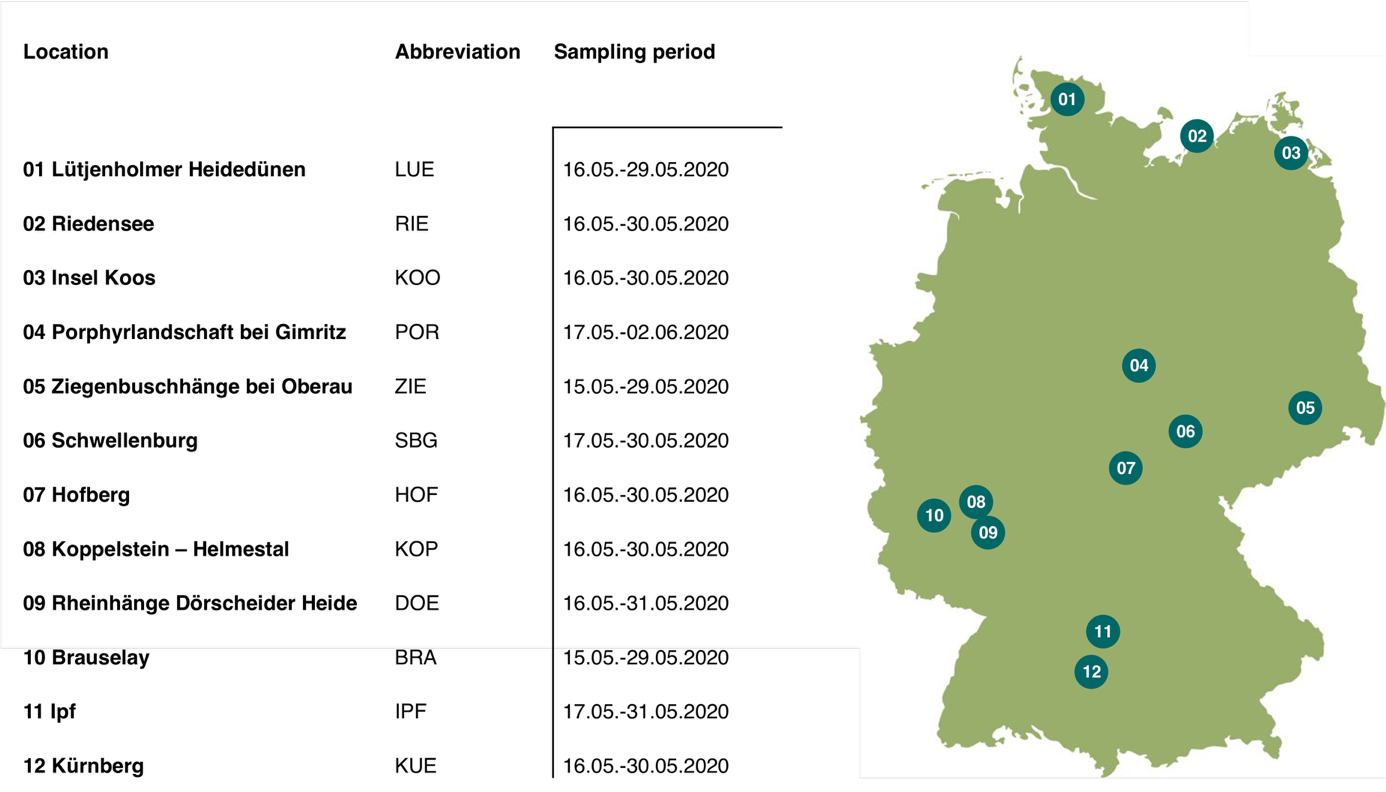 Location Abbreviation Sampling period
01 Lütjenholmer Heidedünen LUE 16.05.-29.05.2020
02 Riedensee RIE 16.05.-30.05.2020
03 Insel Koos KOO 16.05.-30.05.2020
04 Porphyrlandschaft bei Gimritz POR 17.05.-02.06.2020
05 Ziegenbuschhänge bei Oberau ZIE 15.05.-29.05.2020
06 Schwellenburg SBG 17.05.-30.05.2020
07 Hofberg HOF 16.05.-30.05.2020
08 Koppelstein – Helmestal KOP 16.05.-30.05.2020
09 Rheinhänge Dörscheider Heide DOE 16.05.-31.05.2020
10 Brauselay BRA 15.05.-29.05.2020
11 Ipf IPF 17.05.-31.05.2020
12 Kürnberg KUE 16.05.-30.05.2020
01
02
03
04
05
06
07
08
10
09
11
12